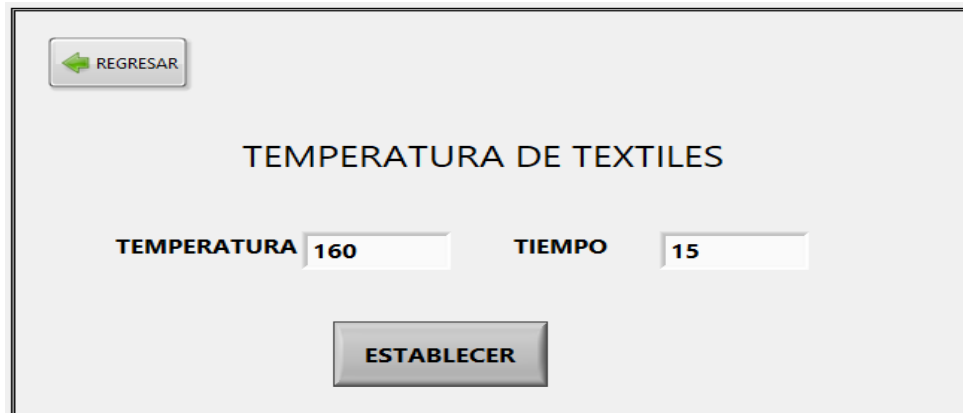 REGRESAR
TEMPERATURA DE TEXTILES
TEMPERATURA 160 TIEMPO 15
ESTABLECER